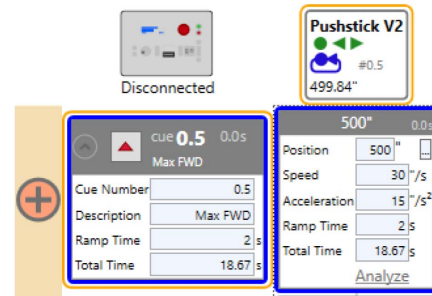 Pushstick V2
#0.5
499.84"
Disconnected
cue 0.5 0.0s
Max FWD
Cue Number 0.5
Description Max FWD
Ramp Time 2 s
Total Time 18.67 s
500" 0.0s
Position 500 " ...
Speed 30 "/s
Acceleration 15 "/s²
Ramp Time 2 s
Total Time 18.67 s
Analyze